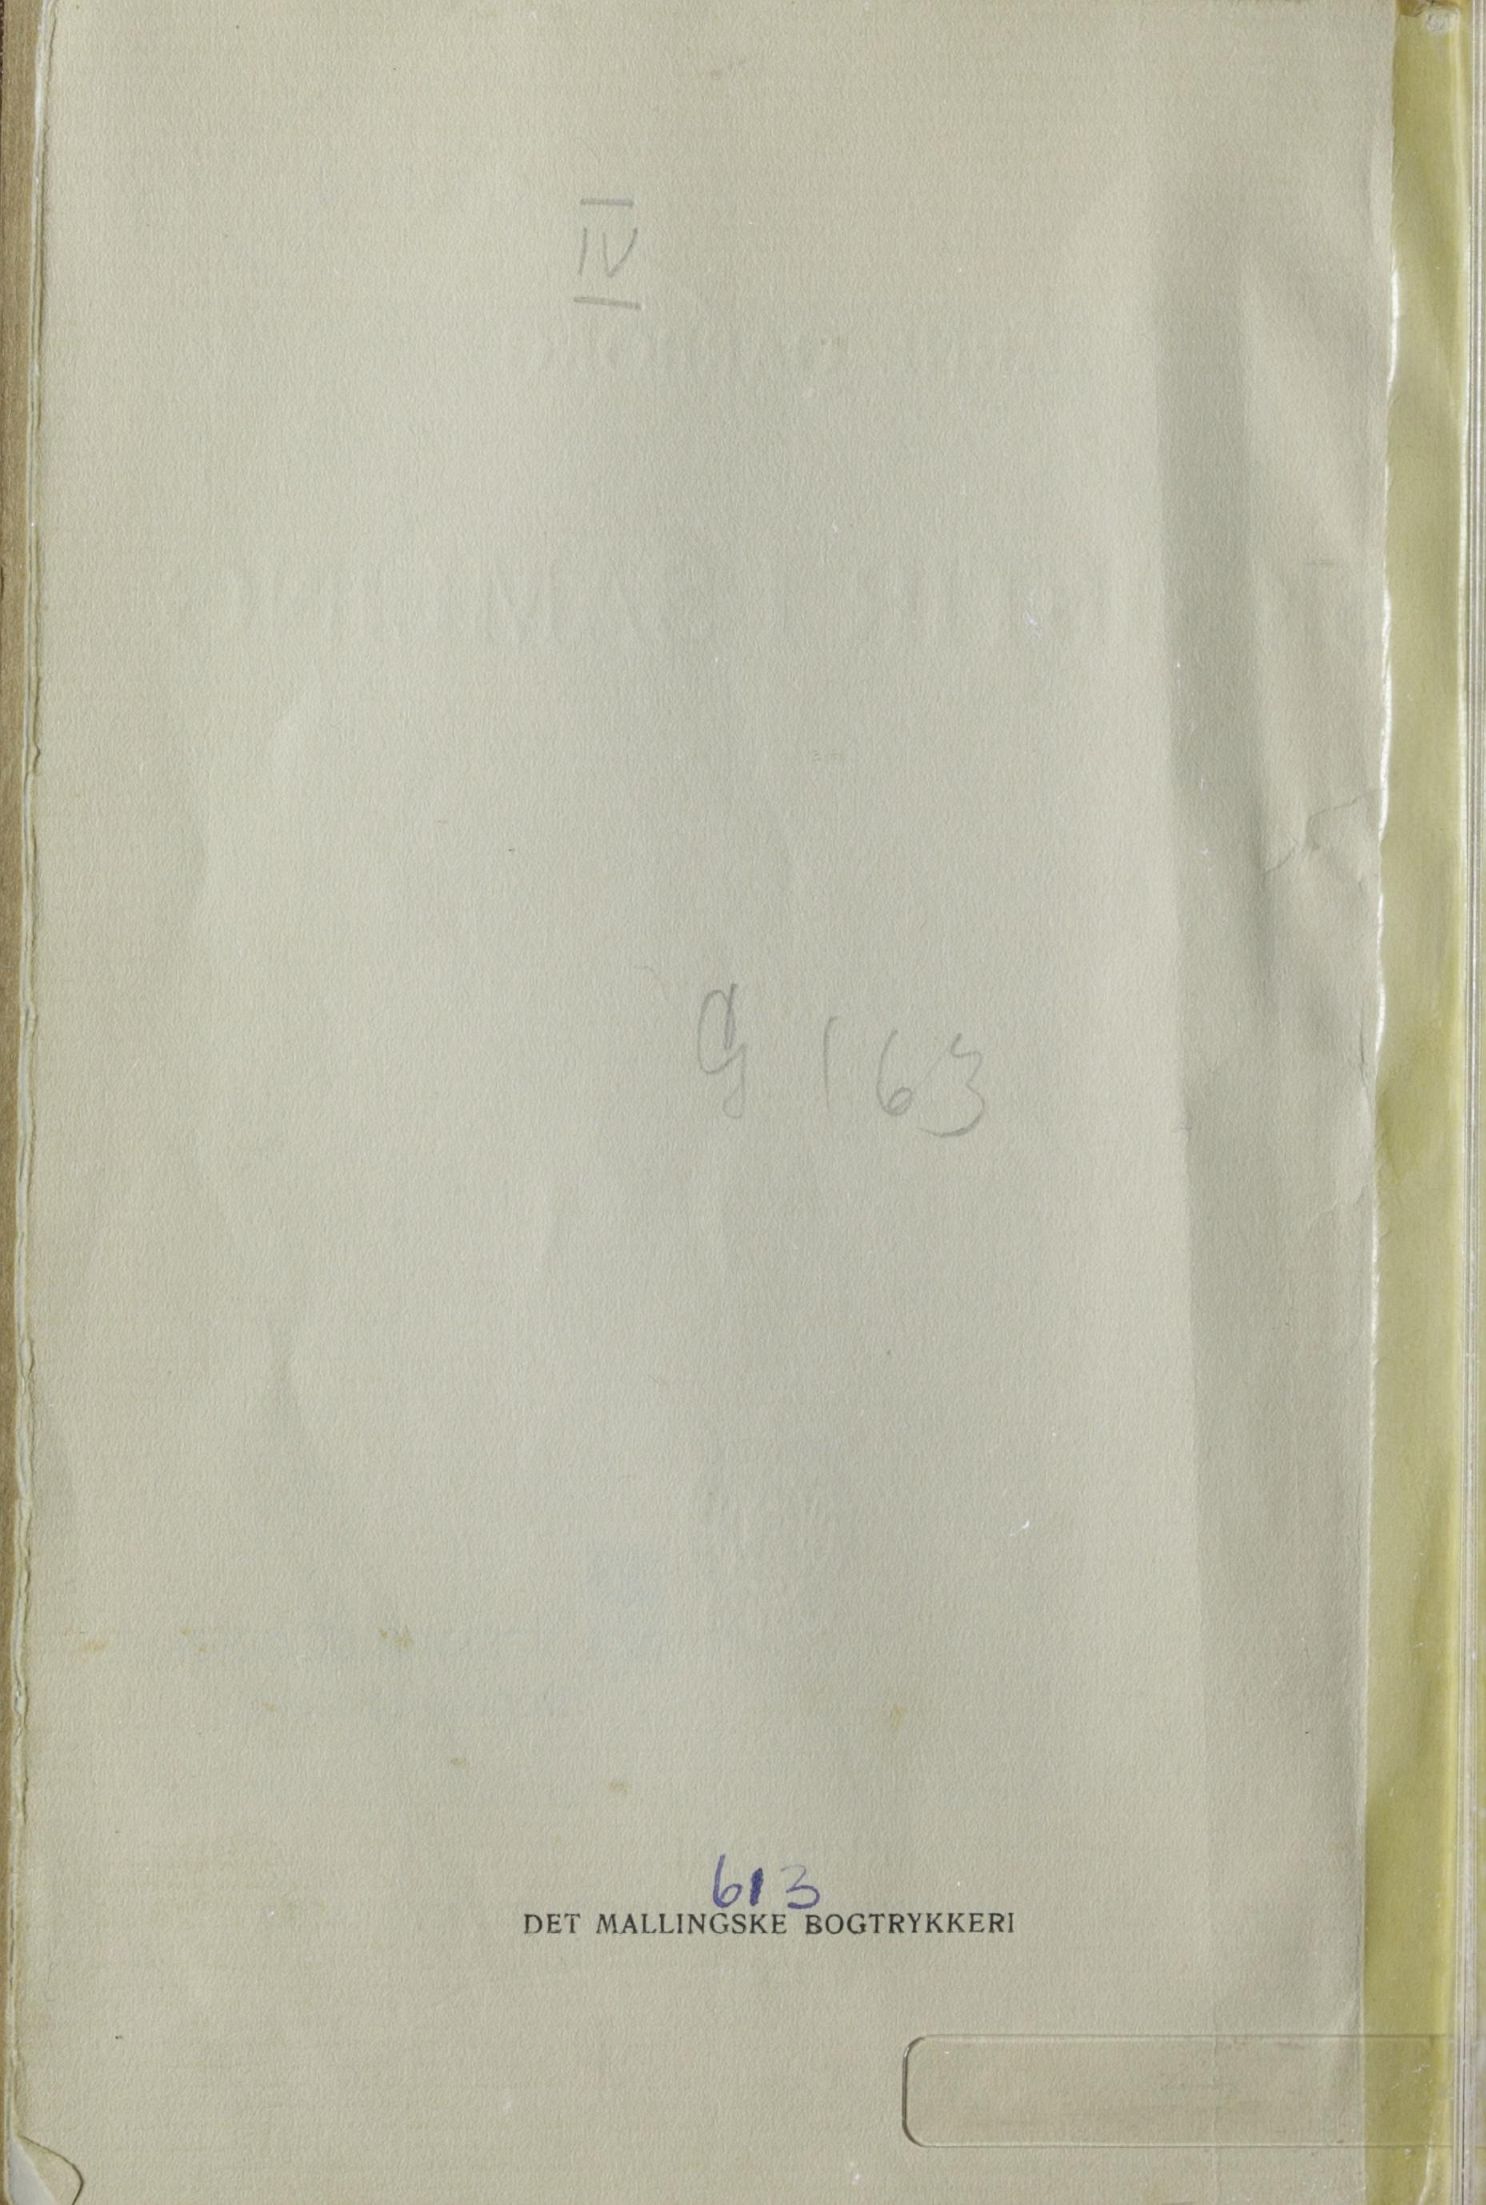 IV
G 163
613
DET MALLINGSKE BOGTRYKKERI